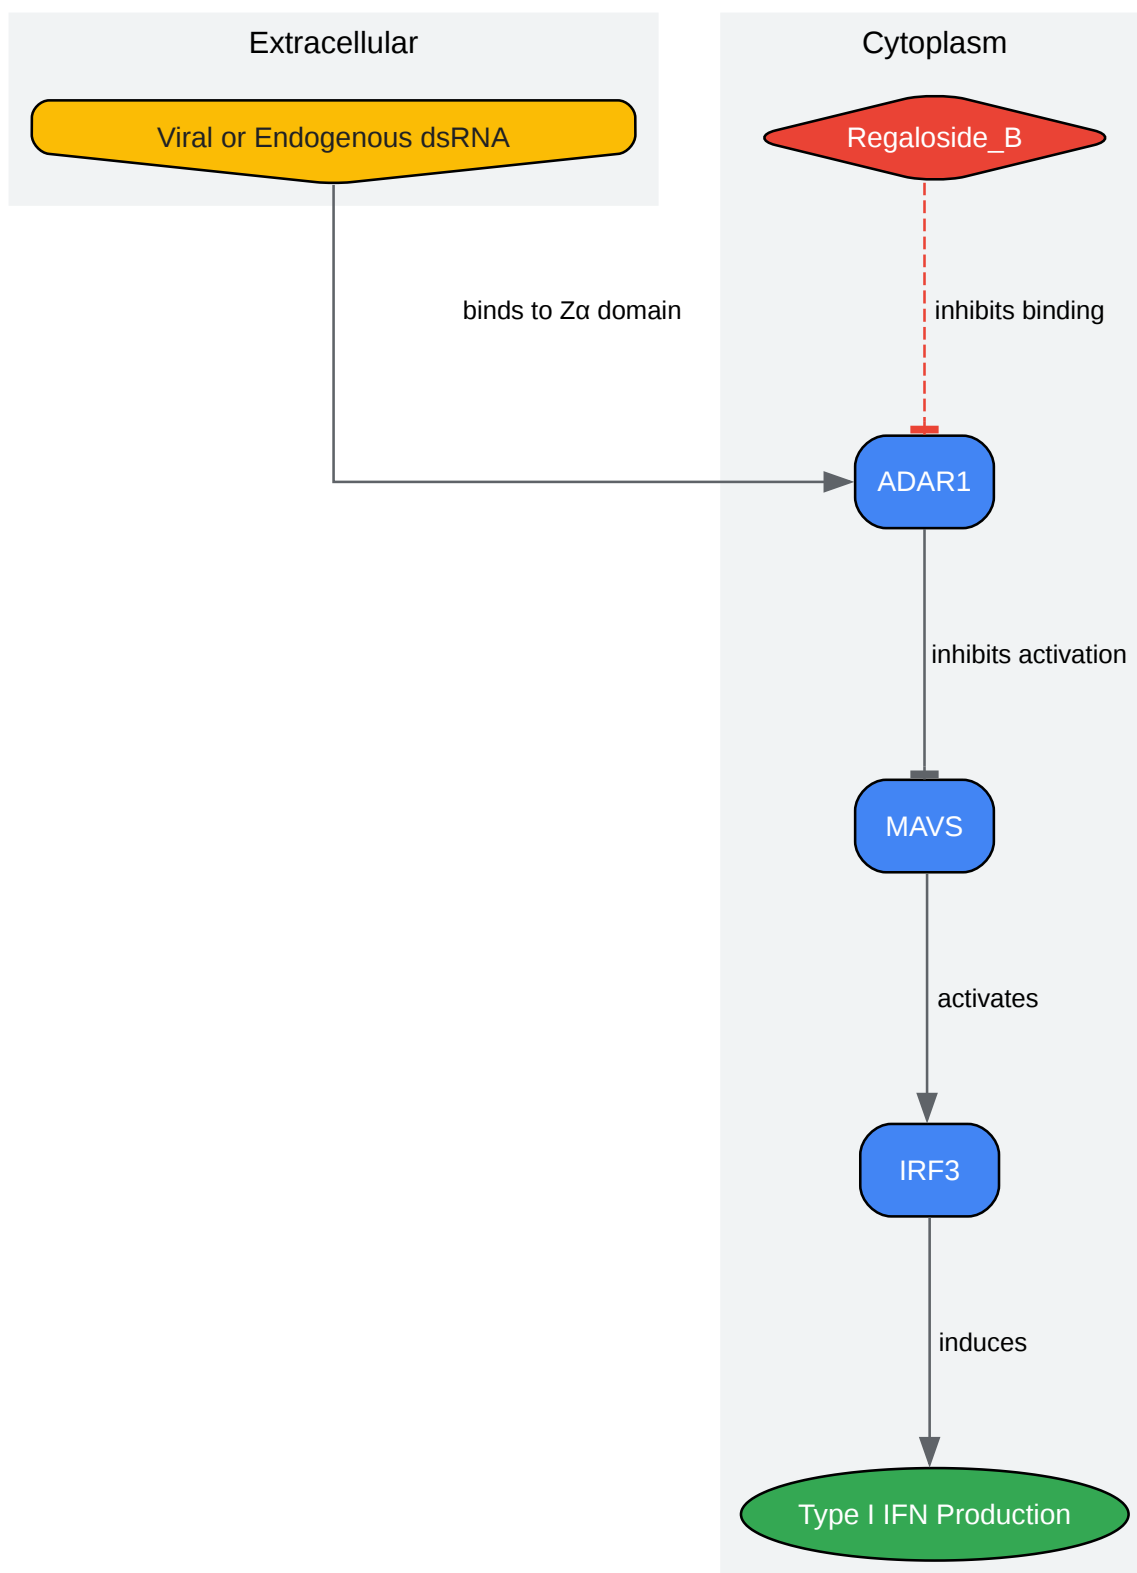 Extracellular
Cytoplasm
Viral or Endogenous dsRNA
Regaloside_B
binds to Zα domain
inhibits binding
ADAR1
inhibits activation
MAVS
activates
IRF3
induces
Type I IFN Production